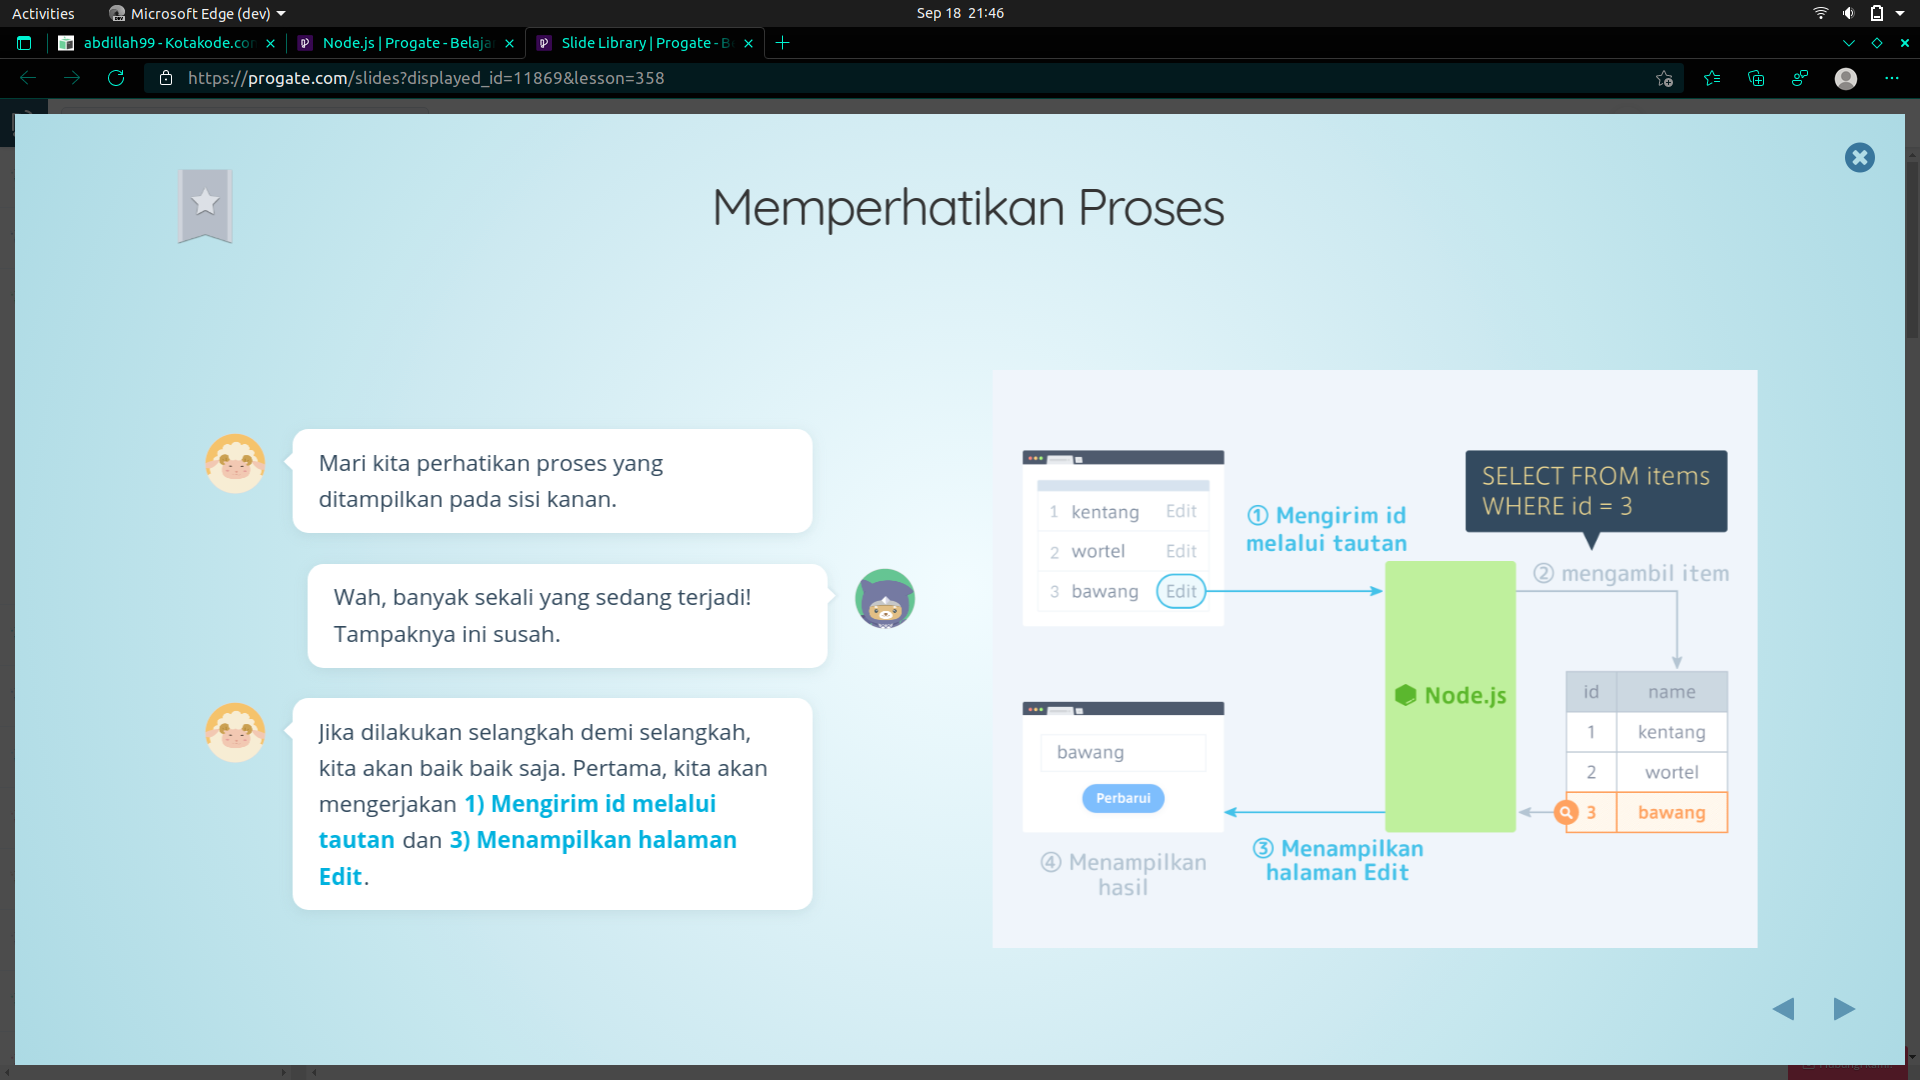 Activities
Microsoft Edge (dev)
Sep 18 21:46
abdillah99 - Kotakode.co
Node.js | Progate - Belaja
Slide Library | Progate - B
https://progate.com/slides?displayed_id=11869&lesson=358
Memperhatikan Proses
Mari kita perhatikan proses yang
ditampilkan pada sisi kanan.
Wah, banyak sekali yang sedang terjadi!
Tampaknya ini susah.
Jika dilakukan selangkah demi selangkah,
kita akan baik baik saja. Pertama, kita akan
mengerjakan 1) Mengirim id melalui
tautan dan 3) Menampilkan halaman
Edit.
1 kentang Edit
2 wortel Edit
3 bawang Edit
① Mengirim id
melalui tautan
SELECT FROM items
WHERE id = 3
② mengambil item
Node.js
id name
1 kentang
2 wortel
3 bawang
bawang
Perbarui
③ Menampilkan
halaman Edit
④ Menampilkan
hasil